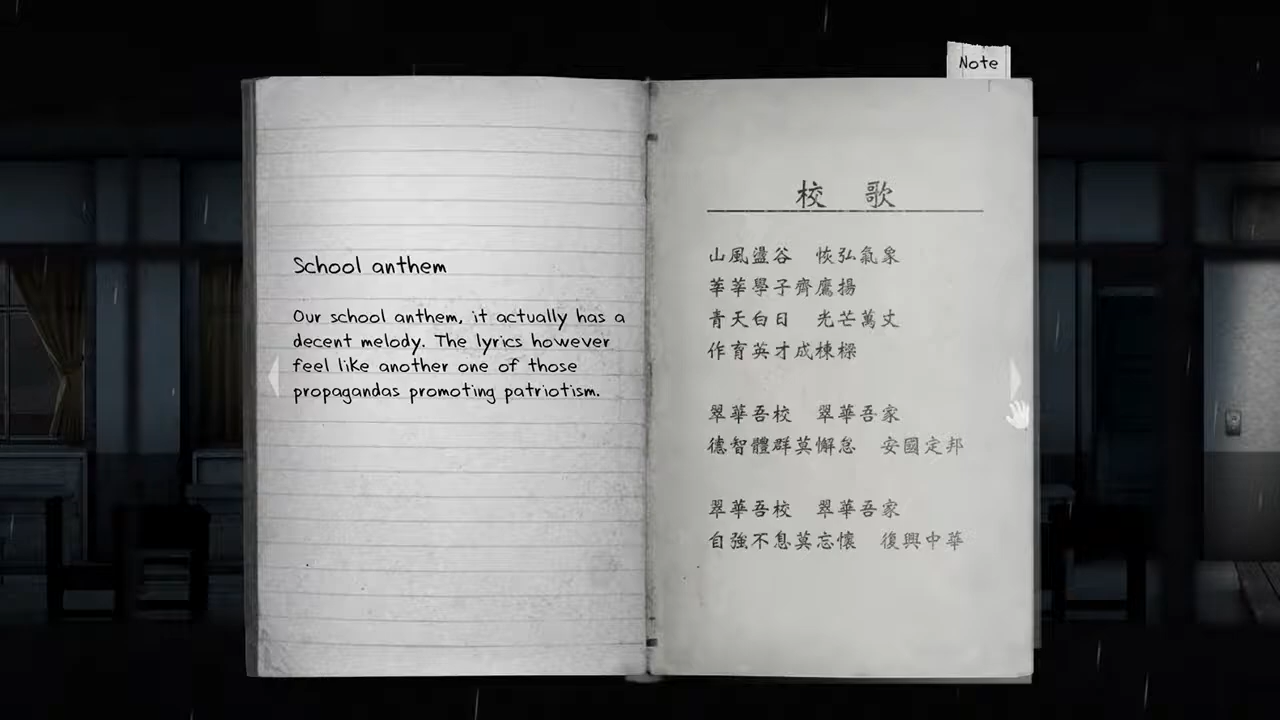 Note
School anthem
Our school anthem, it actually has a
decent melody. The lyrics however
feel like another one of those
propagandas promoting patriotism.
校 歌
山風盪谷 恢弘氣象
莘莘學子齊鷹揚
青天白日 光芒萬丈
作育英才成棟樑
翠華吾校 翠華吾家
德智體群莫懈怠 安國定邦
翠華吾校 翠華吾家
自強不息莫忘懷 復興中華